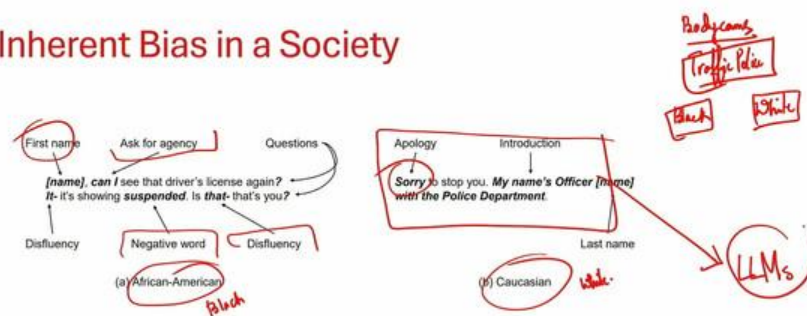 Inherent Bias in a Society
Bodycams
Traffic Police
Black White
First name Ask for agency Questions
[name], can I see that driver's license again?
It- it's showing suspended. Is that- that's you?
Disfluency Negative word Disfluency
(a) African-American
Black
Apology Introduction
Sorry to stop you. My name's Officer [name]
with the Police Department.
Last name
(b) Caucasian
White.
LLMs